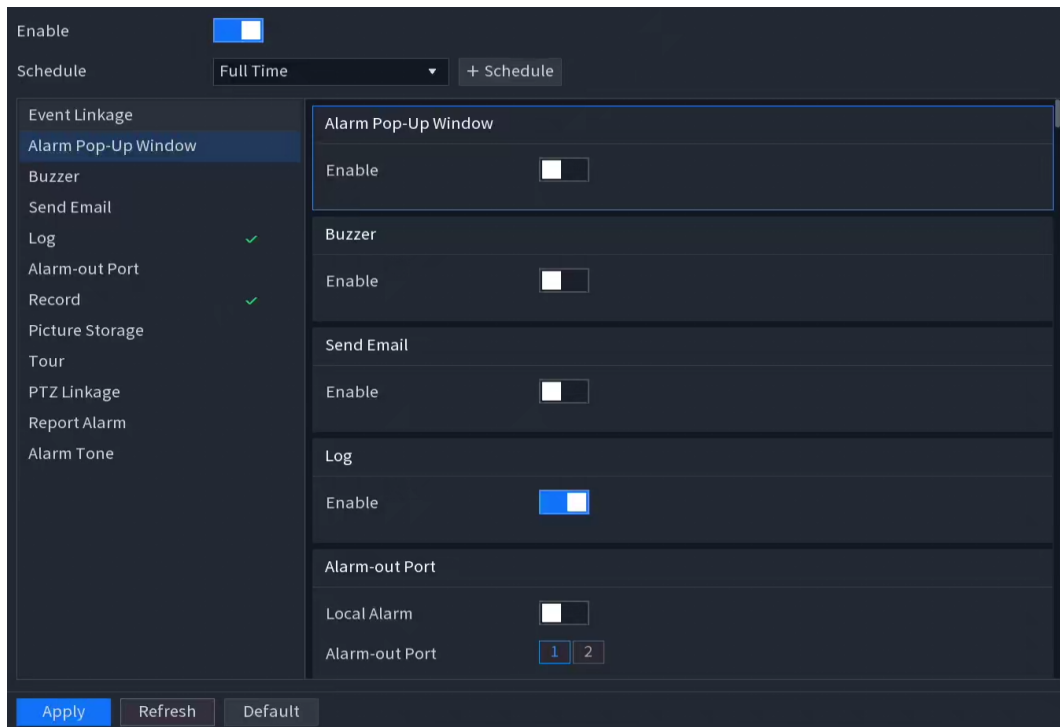 Enable
Schedule
Full Time
+ Schedule
Event Linkage
Alarm Pop-Up Window
Buzzer
Send Email
Log
Alarm-out Port
Record
Picture Storage
Tour
PTZ Linkage
Report Alarm
Alarm Tone
Alarm Pop-Up Window
Enable
Buzzer
Enable
Send Email
Enable
Log
Enable
Alarm-out Port
Local Alarm
Alarm-out Port
1 2
Apply
Refresh
Default